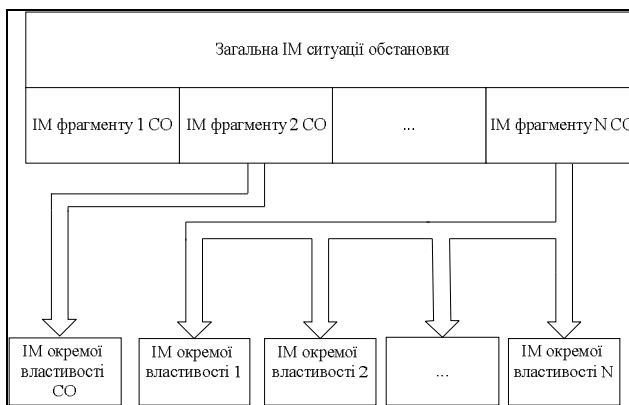 Загальна ІМ ситуації обстановки
ІМ фрагменту 1 СО
ІМ фрагменту 2 СО
...
ІМ фрагменту N СО
ІМ окремої
властивості
СО
ІМ окремої
властивості 1
ІМ окремої
властивості 2
...
ІМ окремої
властивості N